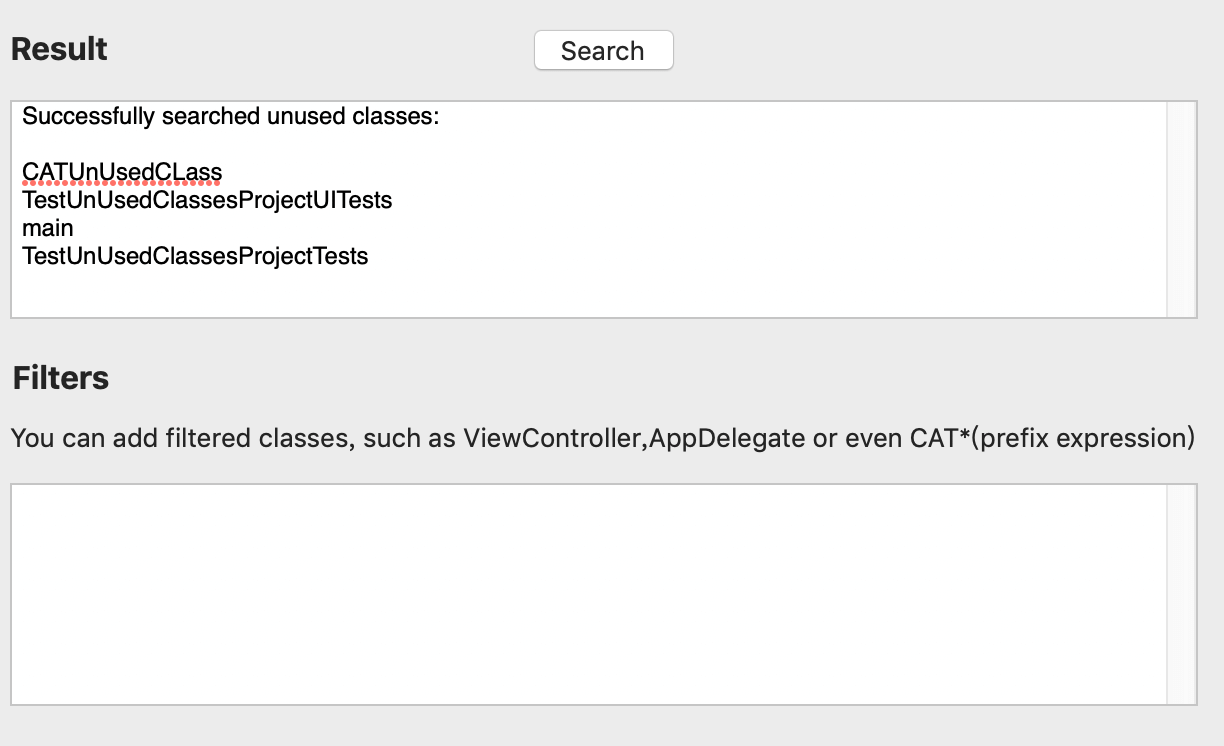 Result
Search
Successfully searched unused classes:
CATUnUsedCLass
TestUnUsedClassesProjectUITests
main
TestUnUsedClassesProjectTests
Filters
You can add filtered classes, such as ViewController,AppDelegate or even CAT*(prefix expression)